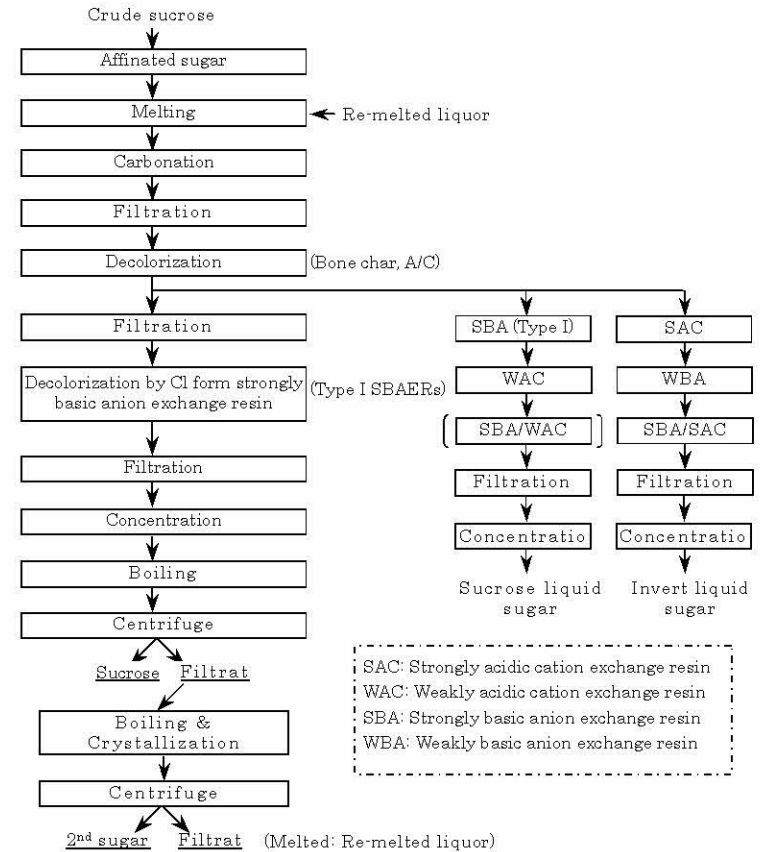 Crude sucrose
Affinated sugar
Melting
Re-melted liquor
Carbonation
Filtration
Decolorization
(Bone char, A/C)
Filtration
Decolorization by Cl form strongly
basic anion exchange resin
(Type I SBAERs)
Filtration
Concentration
Boiling
Centrifuge
Sucrose
Filtrat
Boiling &
Crystallization
Centrifuge
2nd sugar
Filtrat
(Melted: Re-melted liquor)
SBA (Type I)
WAC
SBA/WAC
Filtration
Concentratio
Sucrose liquid
sugar
SAC
WBA
SBA/SAC
Filtration
Concentratio
Invert liquid
sugar
SAC: Strongly acidic cation exchange resin
WAC: Weakly acidic cation exchange resin
SBA: Strongly basic anion exchange resin
WBA: Weakly basic anion exchange resin